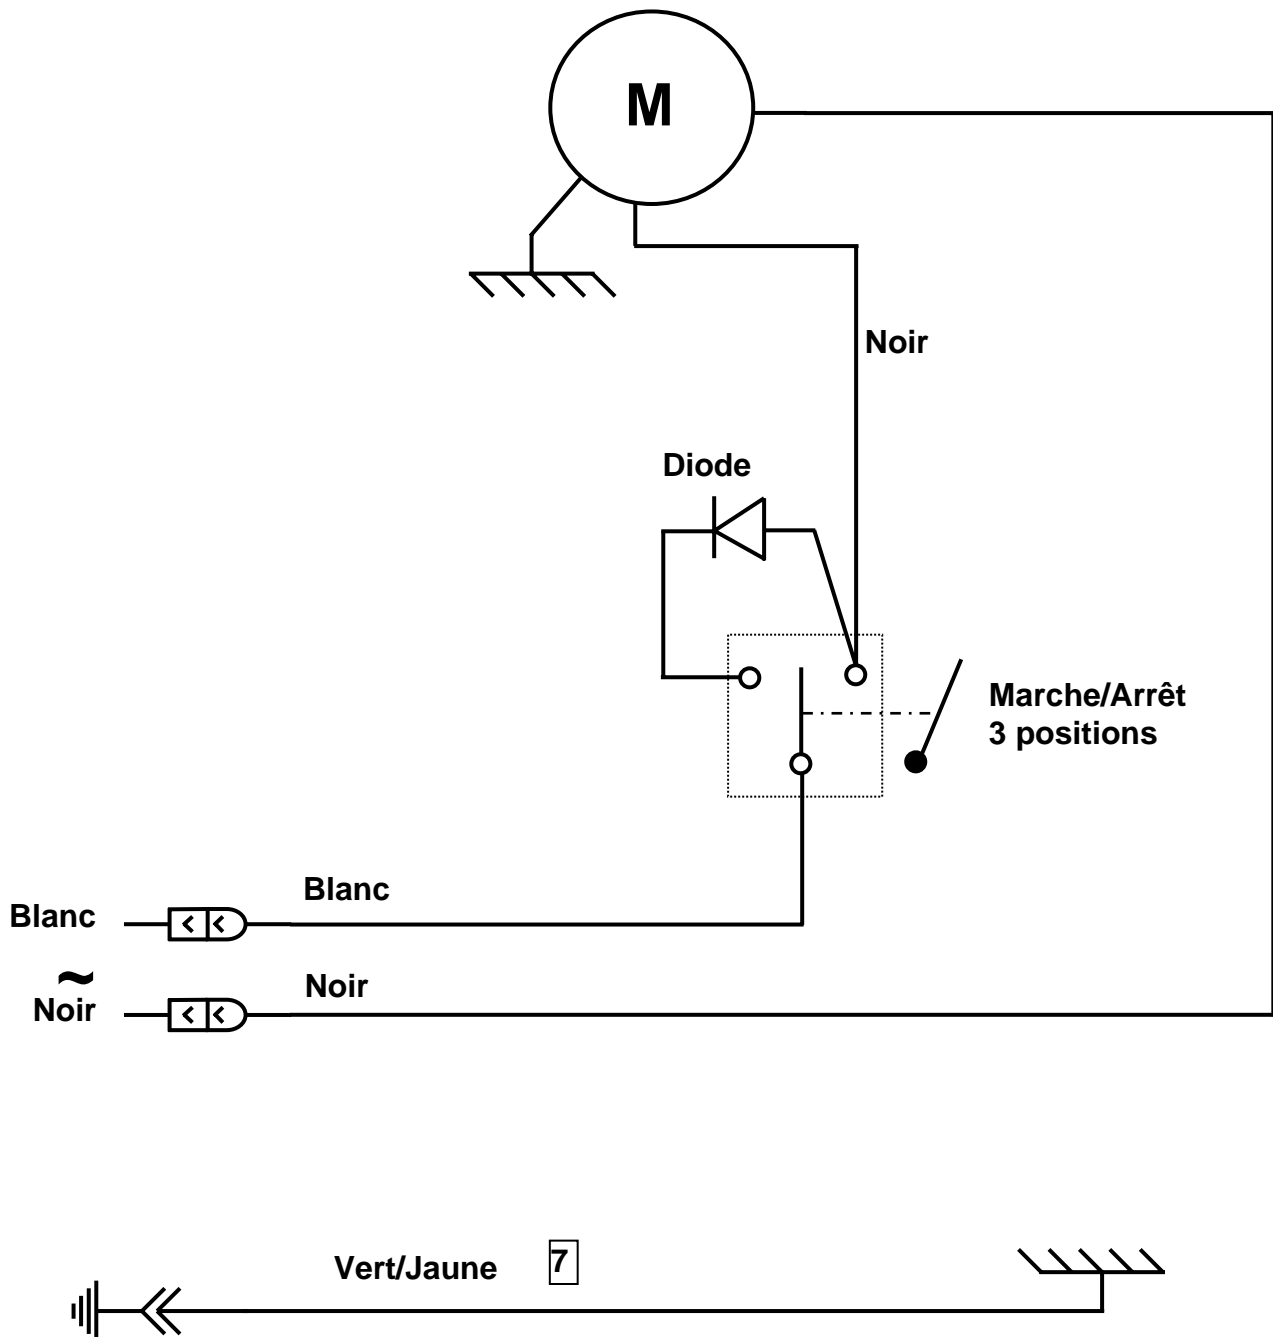 M
Noir
Diode
Marche/Arrêt
3 positions
Blanc
Blanc
~
Noir
Noir
Vert/Jaune 7